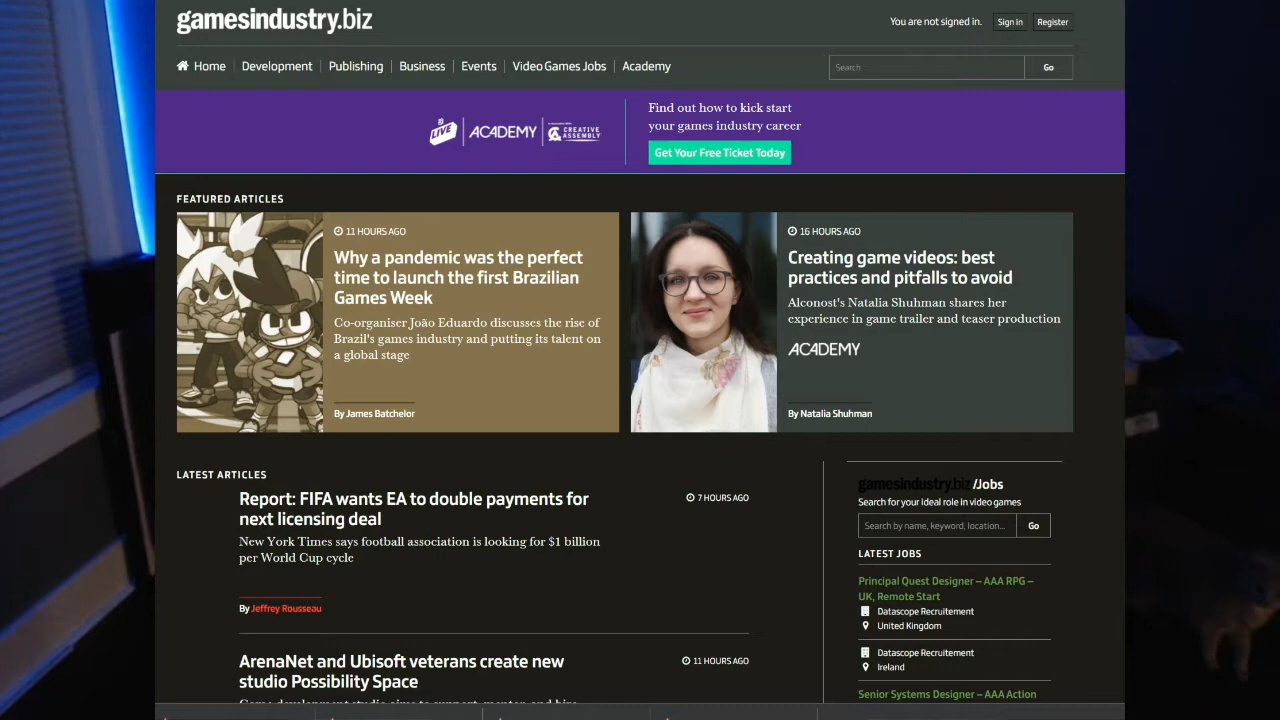 gamesindustry.biz
You are not signed in.
Sign in
Register
Home
Development
Publishing
Business
Events
Video Games Jobs
Academy
Search
Go
LIVE
ACADEMY
CREATIVE
ASSEMBLY
Find out how to kick start
your games industry career
Get Your Free Ticket Today
FEATURED ARTICLES
11 HOURS AGO
Why a pandemic was the perfect
time to launch the first Brazilian
Games Week
Co-organiser João Eduardo discusses the rise of
Brazil's games industry and putting its talent on
a global stage
By James Batchelor
16 HOURS AGO
Creating game videos: best
practices and pitfalls to avoid
Alconost's Natalia Shuhman shares her
experience in game trailer and teaser production
ACADEMY
By Natalia Shuhman
LATEST ARTICLES
Report: FIFA wants EA to double payments for
next licensing deal
7 HOURS AGO
New York Times says football association is looking for $1 billion
per World Cup cycle
By Jeffrey Rousseau
ArenaNet and Ubisoft veterans create new
studio Possibility Space
11 HOURS AGO
gamesindustry.biz/Jobs
Search for your ideal role in video games
Search by name, keyword, location...
Go
LATEST JOBS
Principal Quest Designer – AAA RPG –
UK, Remote Start
Datascope Recruitment
United Kingdom
Datascope Recruitment
Ireland
Senior Systems Designer – AAA Action